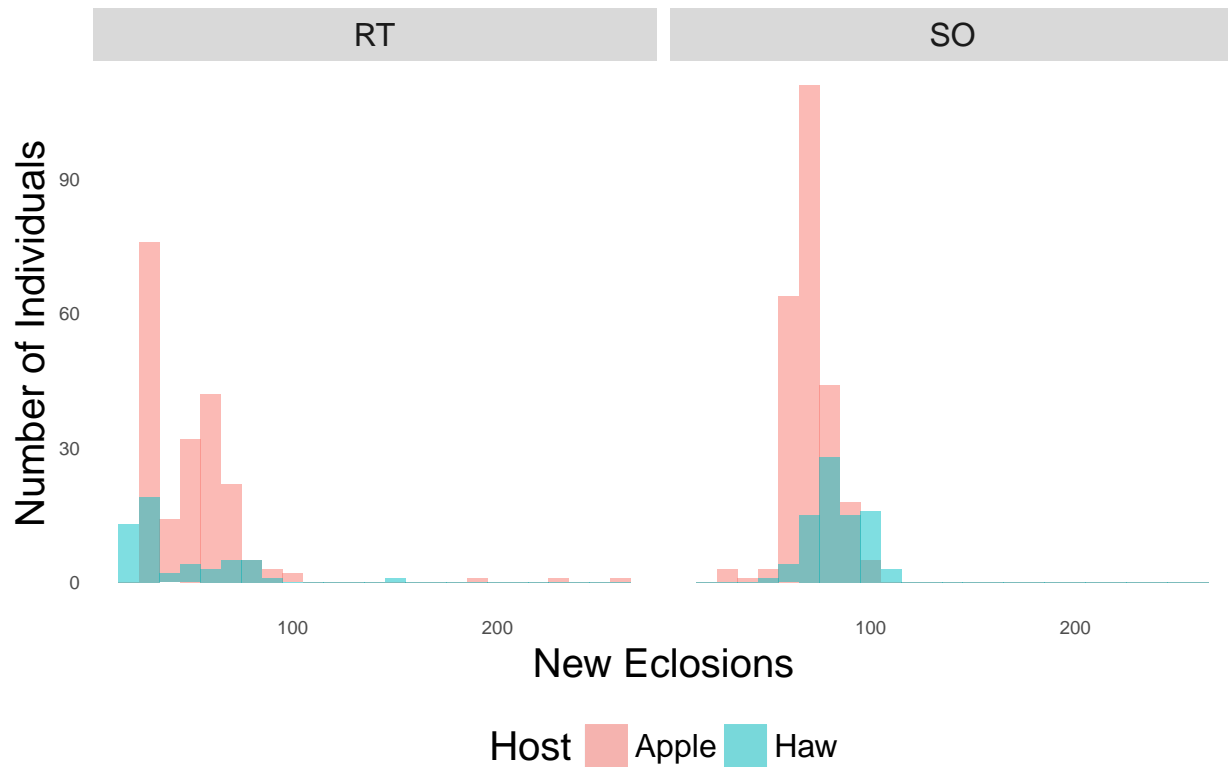 RT SO
Number of Individuals
90
60
30
0
100 200 100 200
New Eclosions
Host Apple Haw